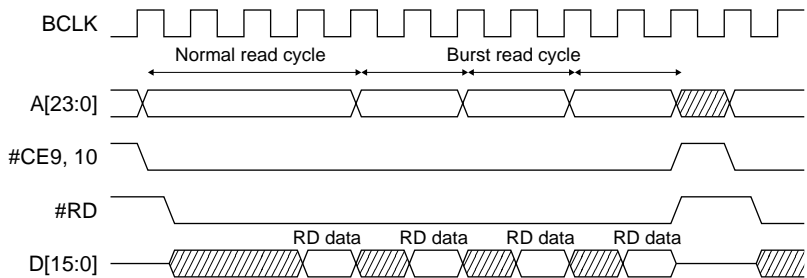 BCLK
Normal read cycle Burst read cycle
A[23:0]
#CE9, 10
#RD
RD data RD data RD data RD data
D[15:0]